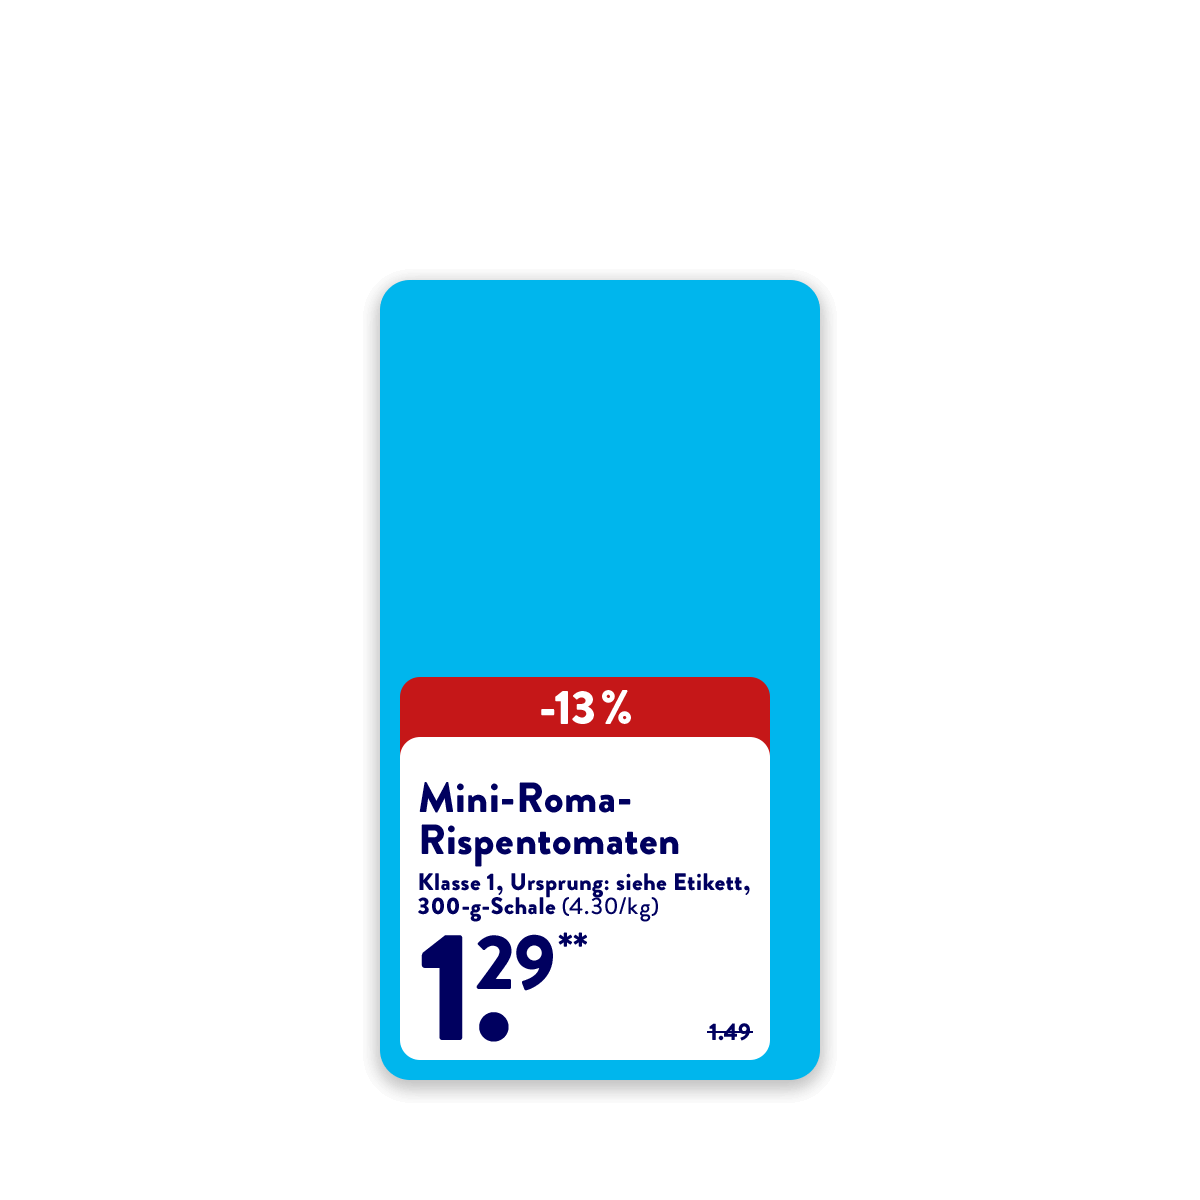 -13 %
Mini-Roma-
Rispentomaten
Klasse 1, Ursprung: siehe Etikett,
300-g-Schale (4.30/kg)
1.29**
1.49